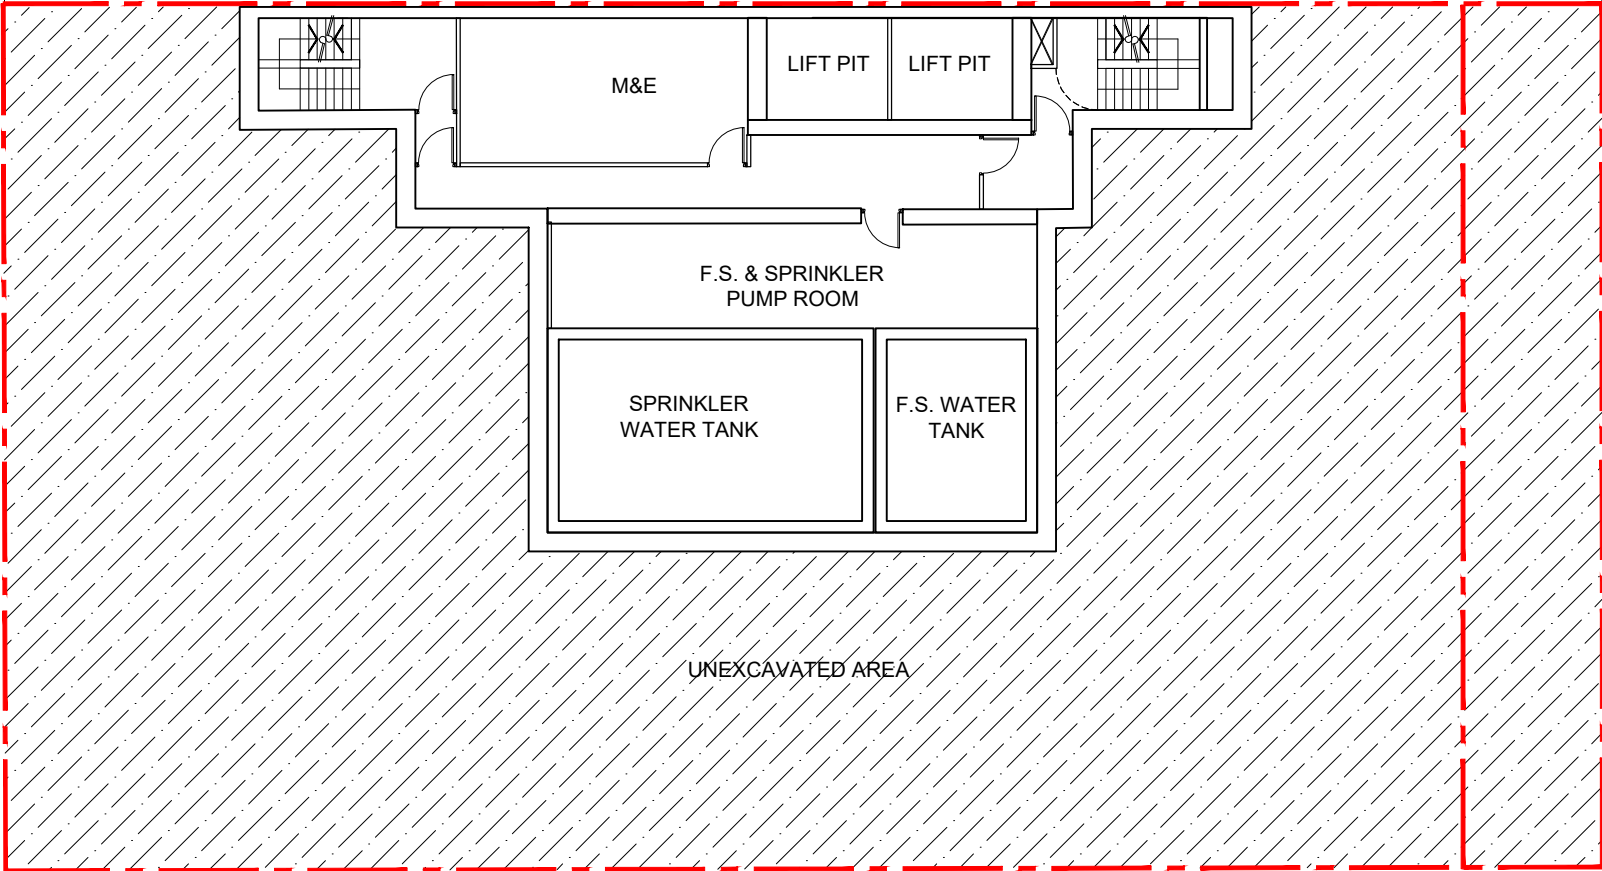 LIFT PIT
LIFT PIT
M&E
F.S. & SPRINKLER
PUMP ROOM
SPRINKLER
WATER TANK
F.S. WATER
TANK
UNEXCAVATED AREA